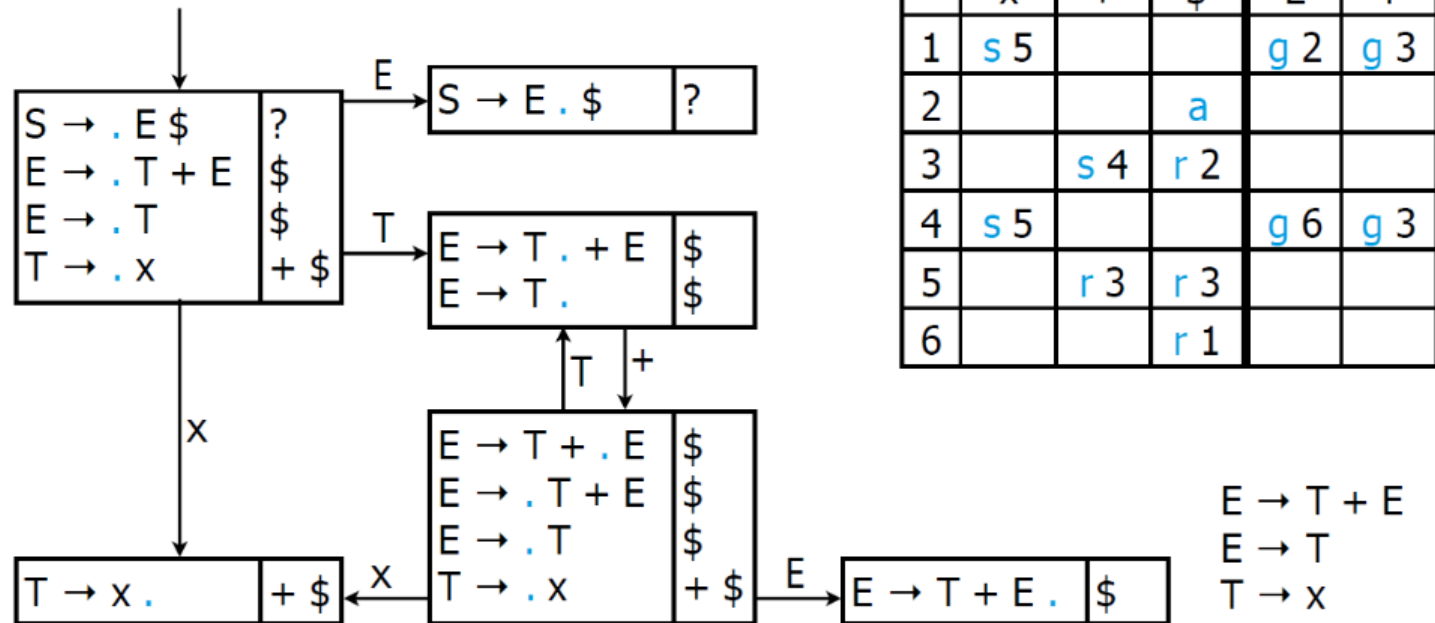 E
S → . E $ ?
E → . T + E $
E → . T $
T → . x + $
S → E . $ ?
T
E → T . + E $
E → T . $
T
+
x
E → T + . E $
E → . T + E $
E → . T $
T → . x + $
x
E
T → x . + $
E → T + E . $
1 s 5 g 2 g 3
2 a
3 s 4 r 2
4 s 5 g 6 g 3
5 r 3 r 3
6 r 1
E → T + E
E → T
T → x